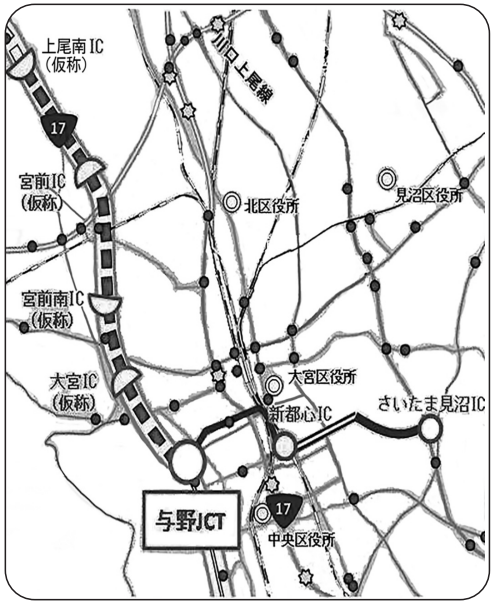 上尾南IC
(仮称)
川口上尾線
17
宮前IC
(仮称)
北区役所
見沼区役所
宮前南IC
(仮称)
大宮IC
(仮称)
大宮区役所
新都心IC
さいたま見沼IC
与野JCT
17
中央区役所